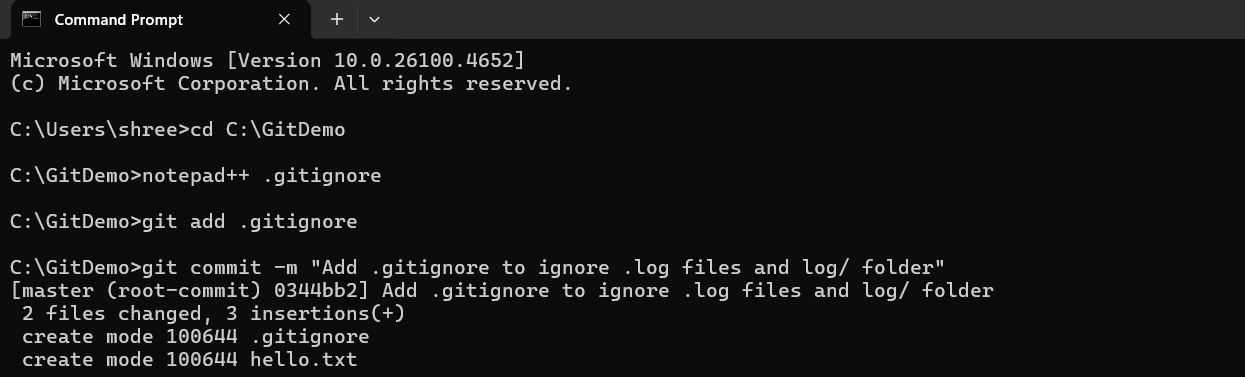 Command Prompt
Microsoft Windows [Version 10.0.26100.4652]
(c) Microsoft Corporation. All rights reserved.
C:\Users\shree>cd C:\GitDemo
C:\GitDemo>notepad++ .gitignore
C:\GitDemo>git add .gitignore
C:\GitDemo>git commit -m "Add .gitignore to ignore .log files and log/ folder"
[master (root-commit) 0344bb2] Add .gitignore to ignore .log files and log/ folder
 2 files changed, 3 insertions(+)
 create mode 100644 .gitignore
 create mode 100644 hello.txt